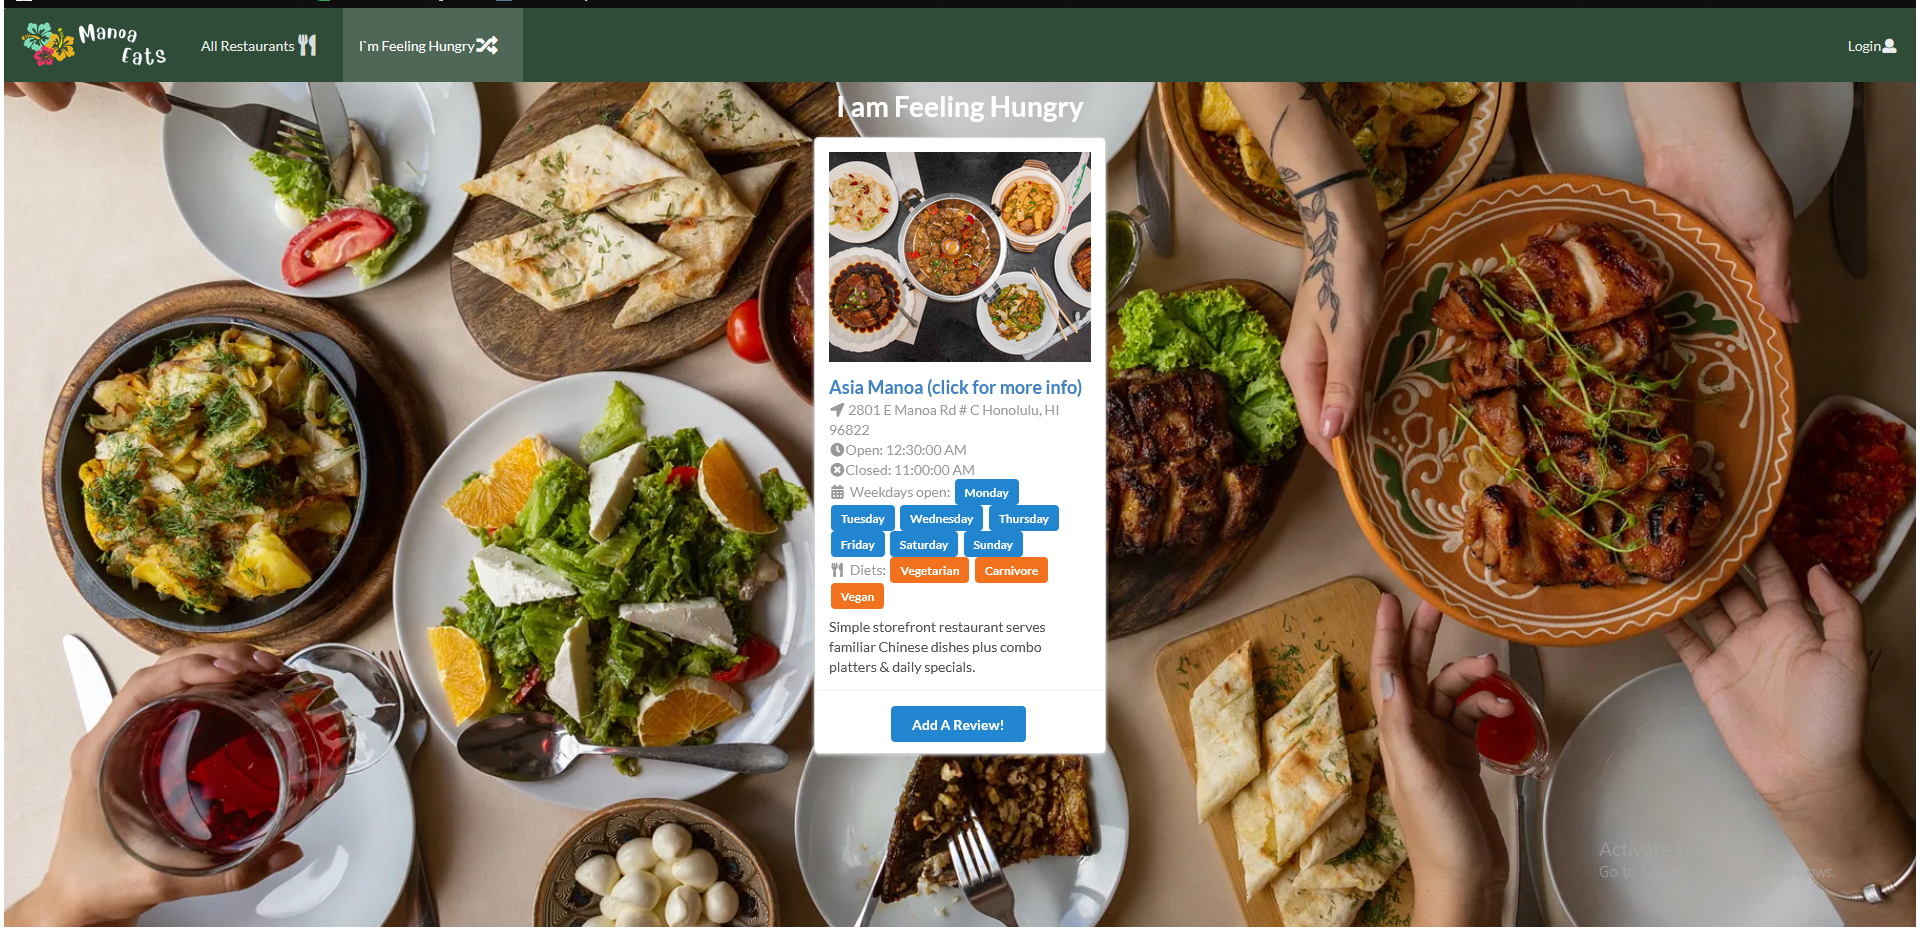 Manoa
Eats
All Restaurants
I`m Feeling Hungry
Login
I am Feeling Hungry
Asia Manoa (click for more info)
2801 E Manoa Rd # C Honolulu, HI
96822
Open: 12:30:00 AM
Closed: 11:00:00 AM
Weekdays open: Monday
Tuesday Wednesday Thursday
Friday Saturday Sunday
Diets: Vegetarian Carnivore
Vegan
Simple storefront restaurant serves
familiar Chinese dishes plus combo
platters & daily specials.
Add A Review!
Activate
Go to